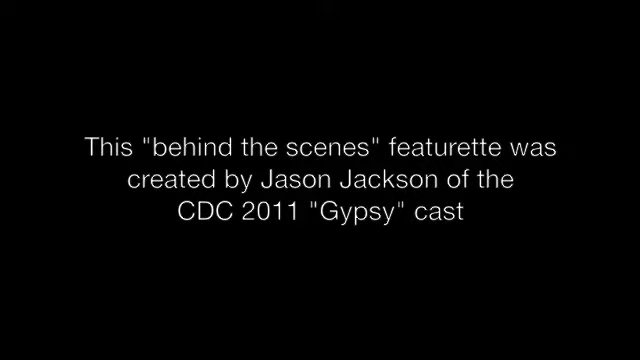 This "behind the scenes" featurette was
created by Jason Jackson of the
CDC 2011 "Gypsy" cast